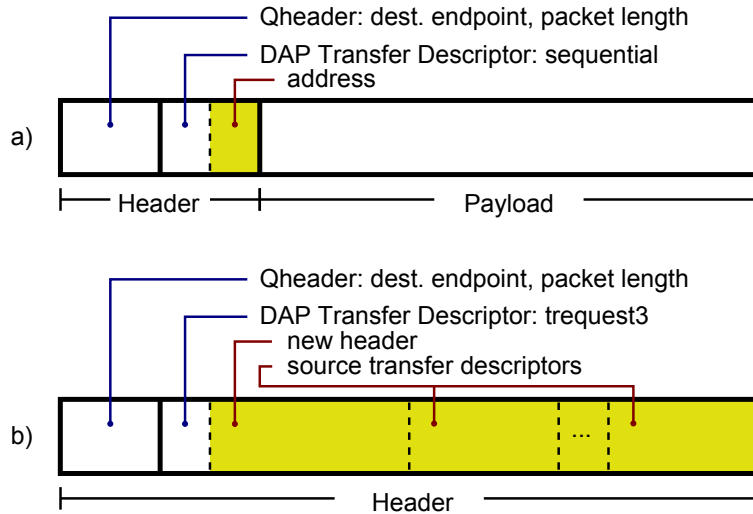 Qheader: dest. endpoint, packet length
DAP Transfer Descriptor: sequential
address
a)
Header
Payload
Qheader: dest. endpoint, packet length
DAP Transfer Descriptor: trequest3
new header
source transfer descriptors
b)
...
Header